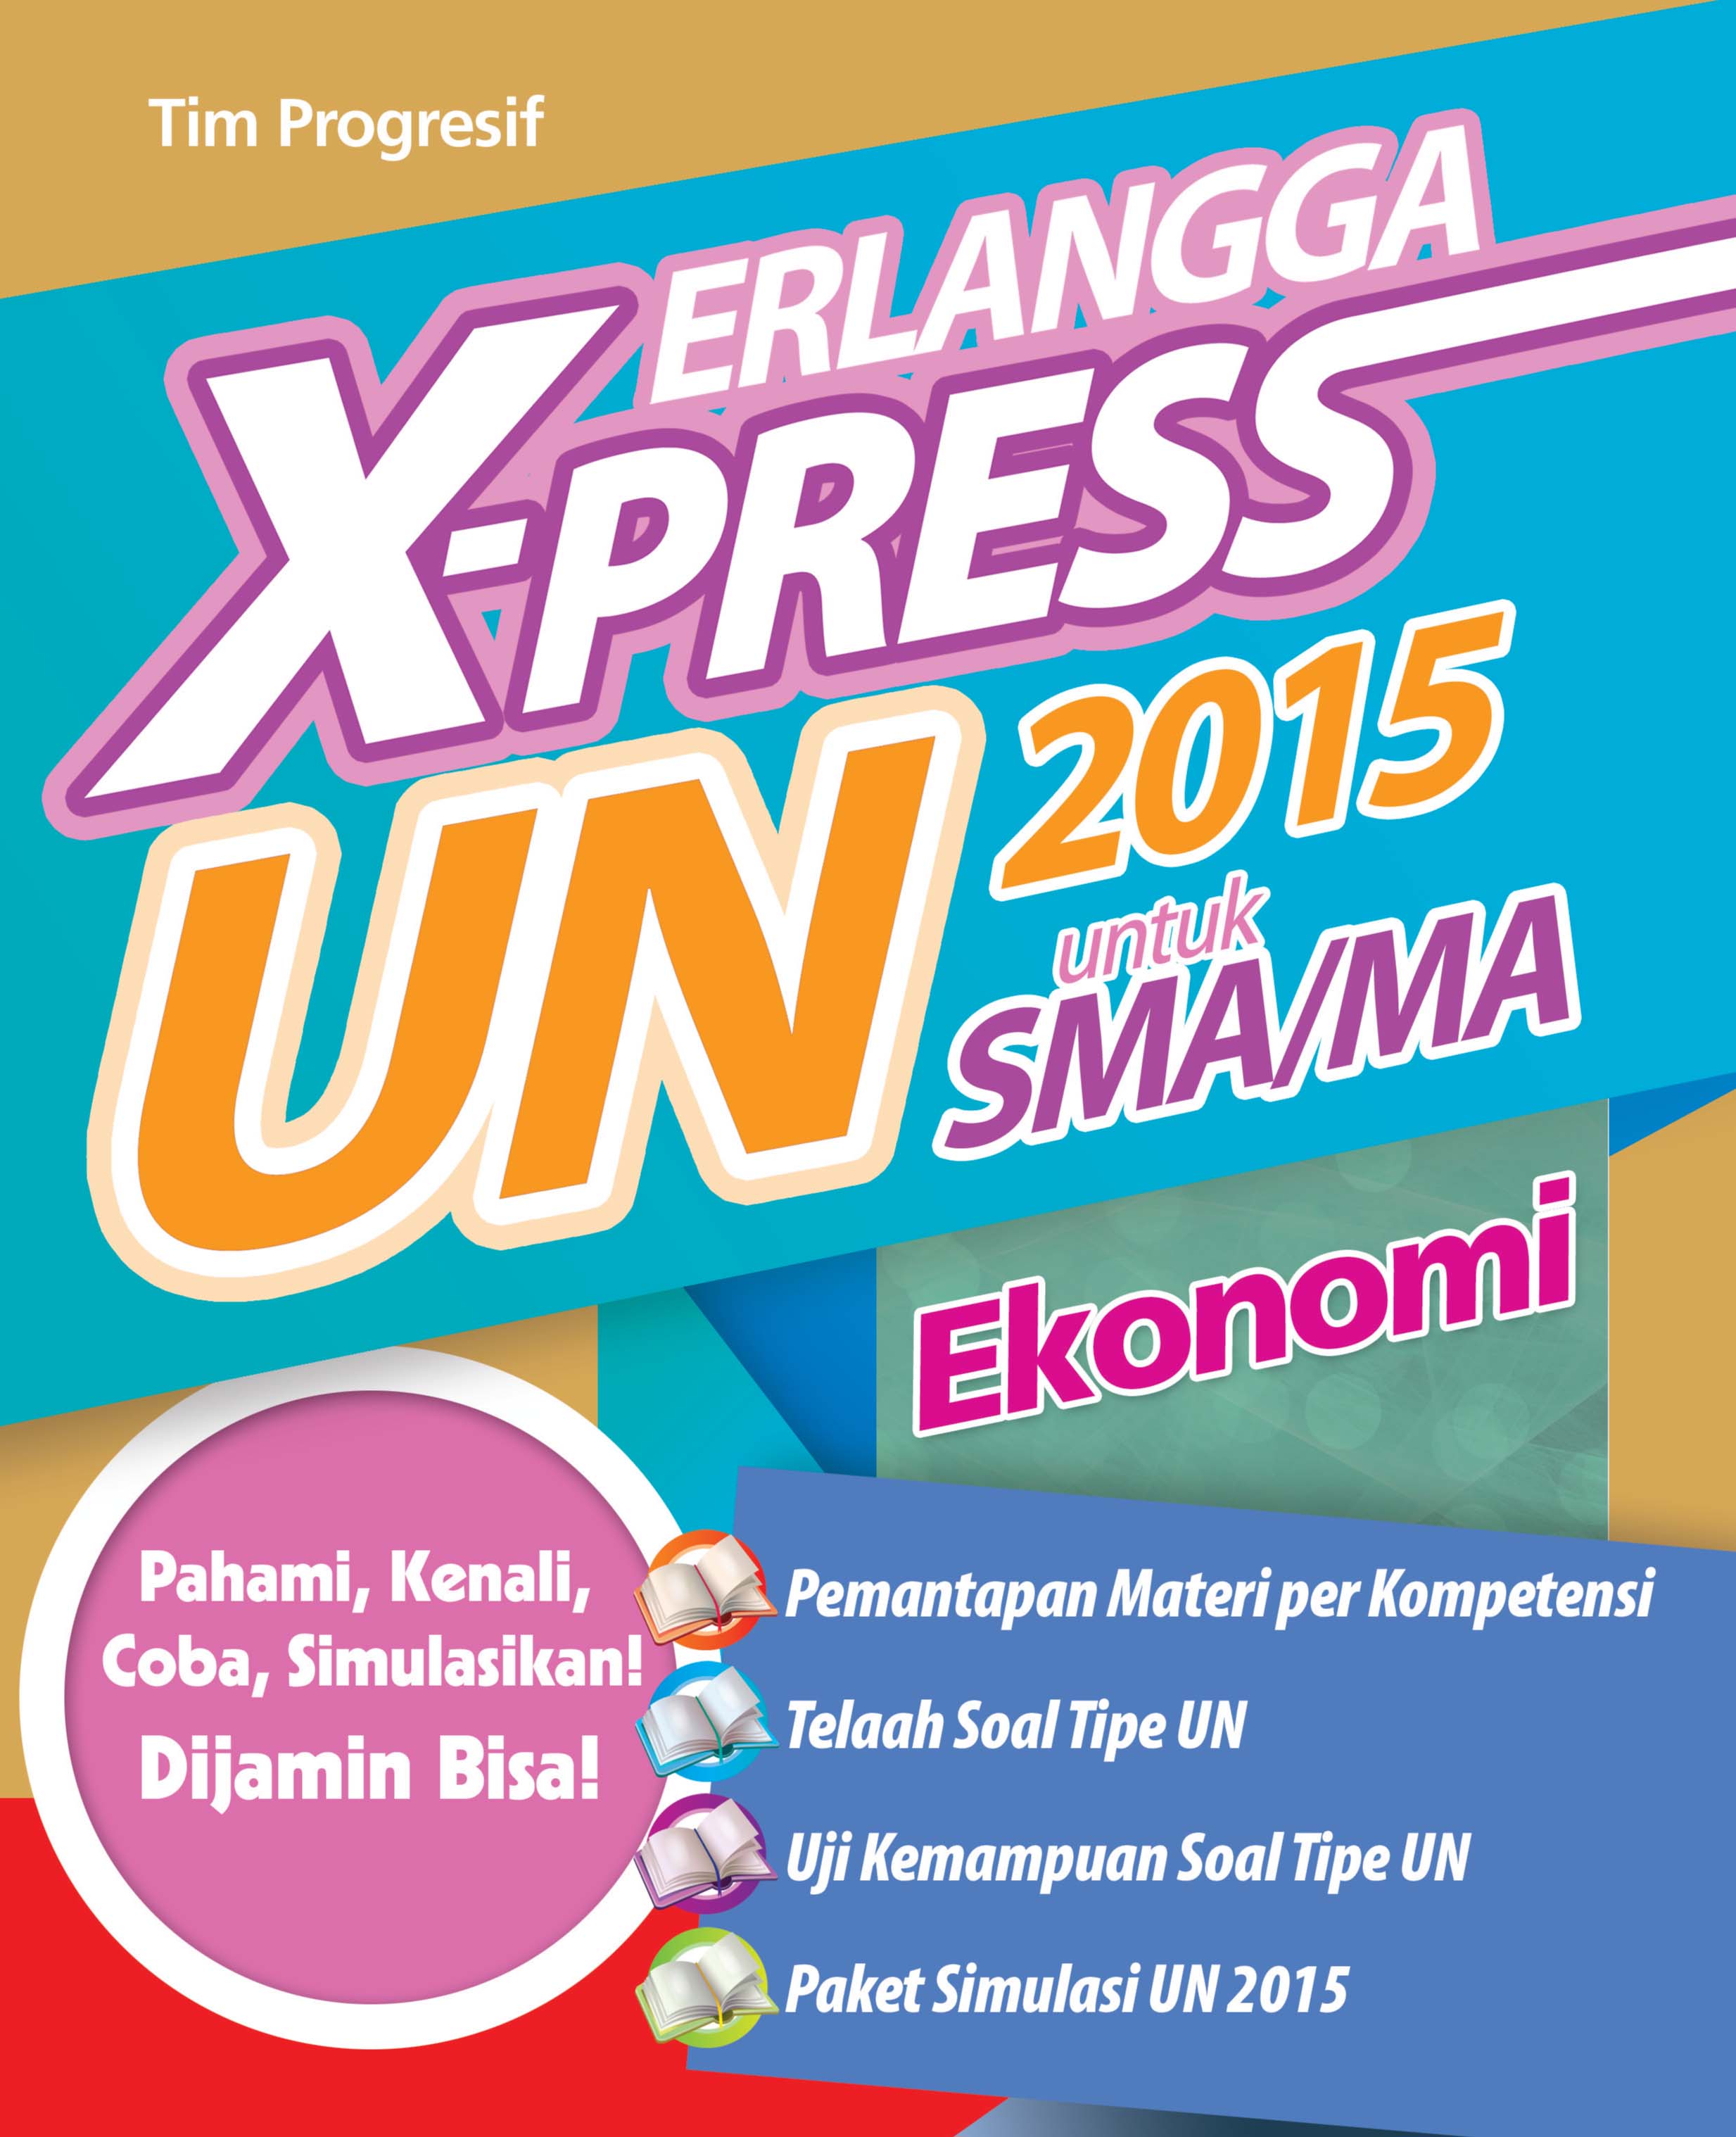 Tim Progresif
ERLANGGA
X-PRESS
UN
2015
untuk
SMA/MA
Ekonomi
Pahami, Kenali,
Coba, Simulasikan!
Dijamin Bisa!
Pemantapan Materi per Kompetensi
Telaah Soal Tipe UN
Uji Kemampuan Soal Tipe UN
Paket Simulasi UN 2015